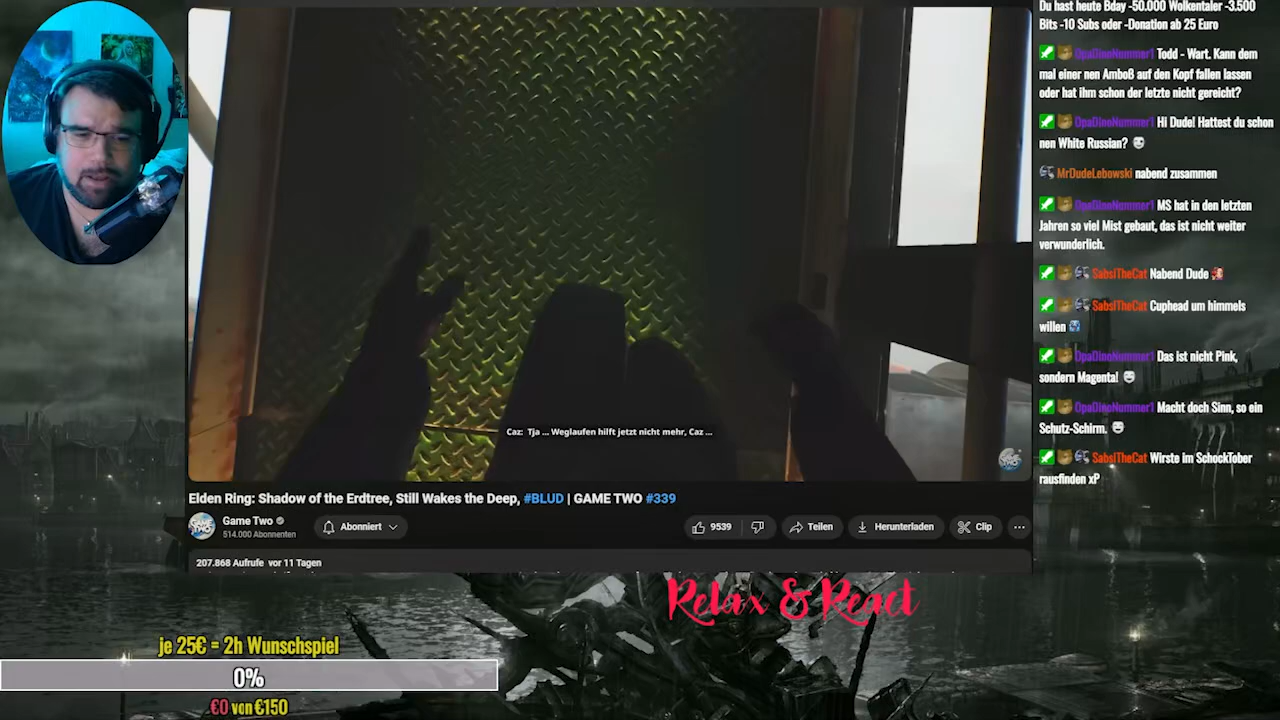 Du hast heute Bday -50.000 Wolkentaler -3.500
Bits -10 Subs oder -Donation ab 25 Euro
OpaDinoNummer1 Todd - Wart. Kann dem
mal einer nen Amboß auf den Kopf fallen lassen
oder hat ihm schon der letzte nicht gereicht?
OpaDinoNummer1 Hi Dude! Hattest du schon
nen White Russian?
MrDudeLebowski nabend zusammen
OpaDinoNummer1 MS hat in den letzten
Jahren so viel Mist gebaut, das ist nicht weiter
verwunderlich.
SabsITheCat Nabend Dude
SabsITheCat Cuphead um himmels
willen
OpaDinoNummer1 Das ist nicht Pink,
sondern Magenta!
OpaDinoNummer1 Macht doch Sinn, so ein
Schutz-Schirm.
SabsITheCat Wirste im SchockTober
rausfinden xP
Caz: Tja ... Weglaufen hilft jetzt nicht mehr, Caz ...
GAME TWO
Elden Ring: Shadow of the Erdtree, Still Wakes the Deep, #BLUD | GAME TWO #339
GAME TWO
Game Two
514.000 Abonnenten
Abonniert
9539
Teilen
Herunterladen
Clip
207.868 Aufrufe vor 11 Tagen
Relax & React
je 25€ = 2h Wunschspiel
0%
€0 von €150